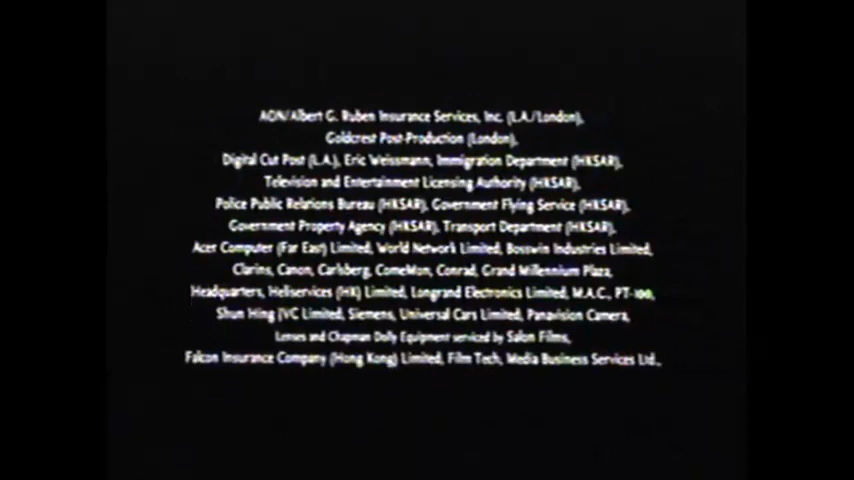 AON/Albert G. Ruben Insurance Services, Inc. (L.A./London),
Goldcrest Post-Production (London),
Digital Cut Post (L.A.), Eric Weissmann, Immigration Department (HKSAR),
Television and Entertainment Licensing Authority (HKSAR),
Police Public Relations Bureau (HKSAR), Government Flying Service (HKSAR),
Government Property Agency (HKSAR), Transport Department (HKSAR),
Acer Computer (Far East) Limited, World Network Limited, Bosswin Industries Limited,
Clarins, Canon, Carlsberg, ComeMon, Conrad, Grand Millennium Plaza,
Headquarters, Heliservices (HK) Limited, Longrand Electronics Limited, M.A.C., PT-100,
Shun Hing JVC Limited, Siemens, Universal Cars Limited, Panavision Camera,
Lenses and Chapman Dolly Equipment serviced by Salon Films,
Falcon Insurance Company (Hong Kong) Limited, Film Tech, Media Business Services Ltd.,